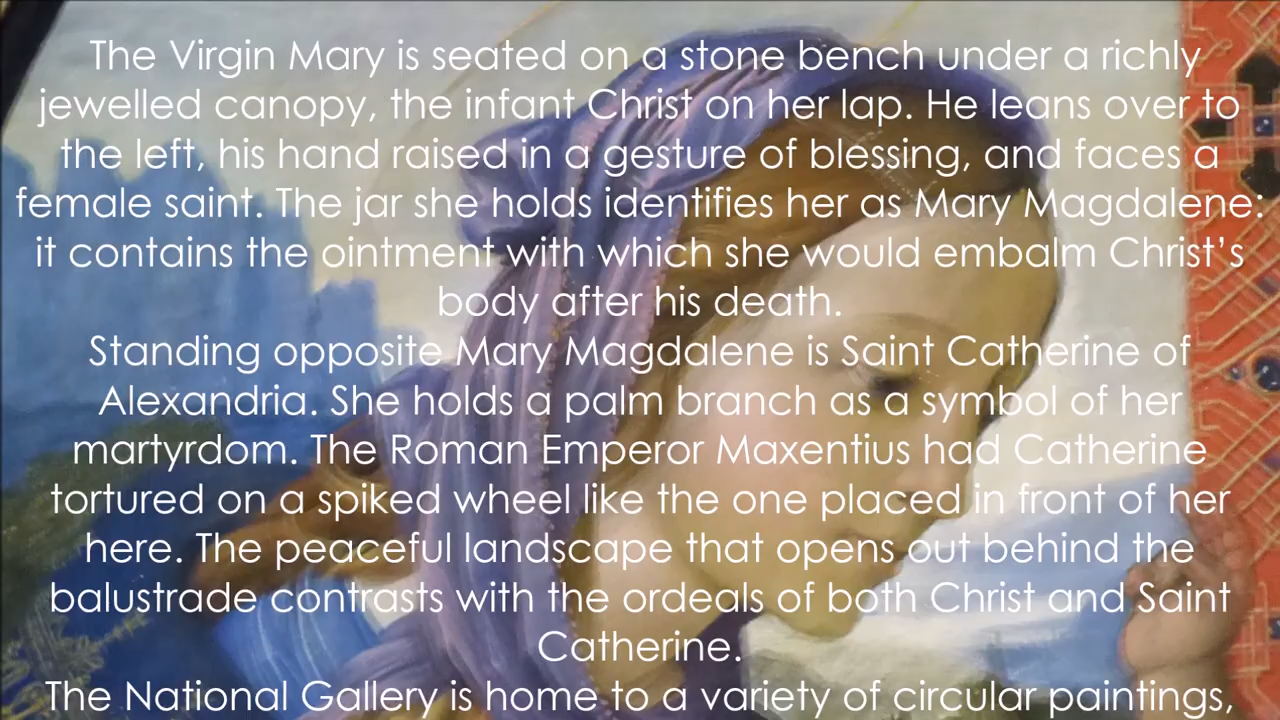 The Virgin Mary is seated on a stone bench under a richly
jewelled canopy, the infant Christ on her lap. He leans over to
the left, his hand raised in a gesture of blessing, and faces a
female saint. The jar she holds identifies her as Mary Magdalene:
it contains the ointment with which she would embalm Christ’s
body after his death.
Standing opposite Mary Magdalene is Saint Catherine of
Alexandria. She holds a palm branch as a symbol of her
martyrdom. The Roman Emperor Maxentius had Catherine
tortured on a spiked wheel like the one placed in front of her
here. The peaceful landscape that opens out behind the
balustrade contrasts with the ordeals of both Christ and Saint
Catherine.
The National Gallery is home to a variety of circular paintings,